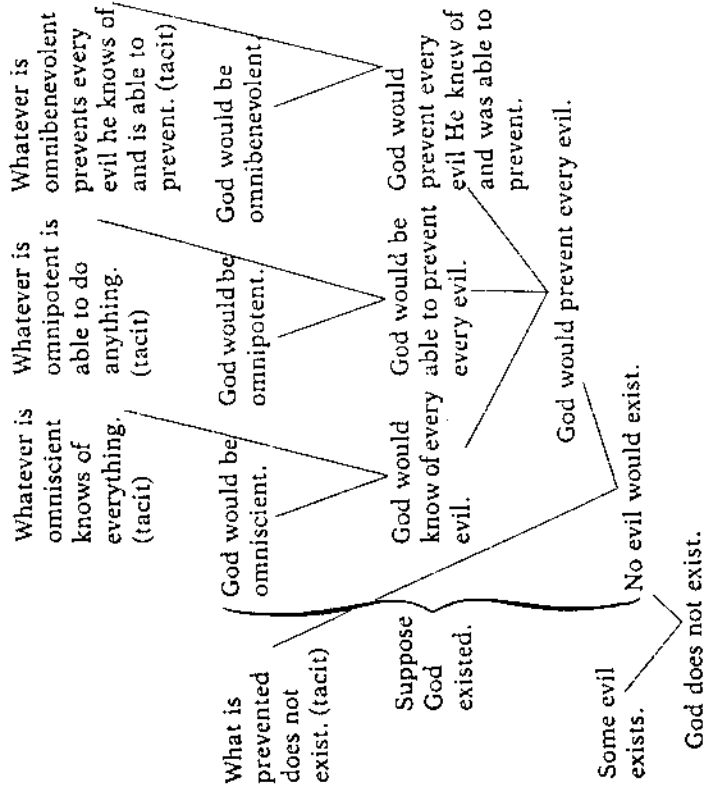 Whatever is
omniscient
knows of
everything.
(tacit)
Whatever is
omnipotent is
able to do
anything.
(tacit)
Whatever is
omnibenevolent
prevents every
evil he knows of
and is able to
prevent. (tacit)
God would be
omniscient.
God would be
omnipotent.
God would be
omnibenevolent.
What is
prevented
does not
exist. (tacit)
Suppose
God
existed.
God would
know of every
evil.
God would be
able to prevent
every evil.
God would
prevent every
evil He knew of
and was able to
prevent.
God would prevent every evil.
No evil would exist.
Some evil
exists.
God does not exist.